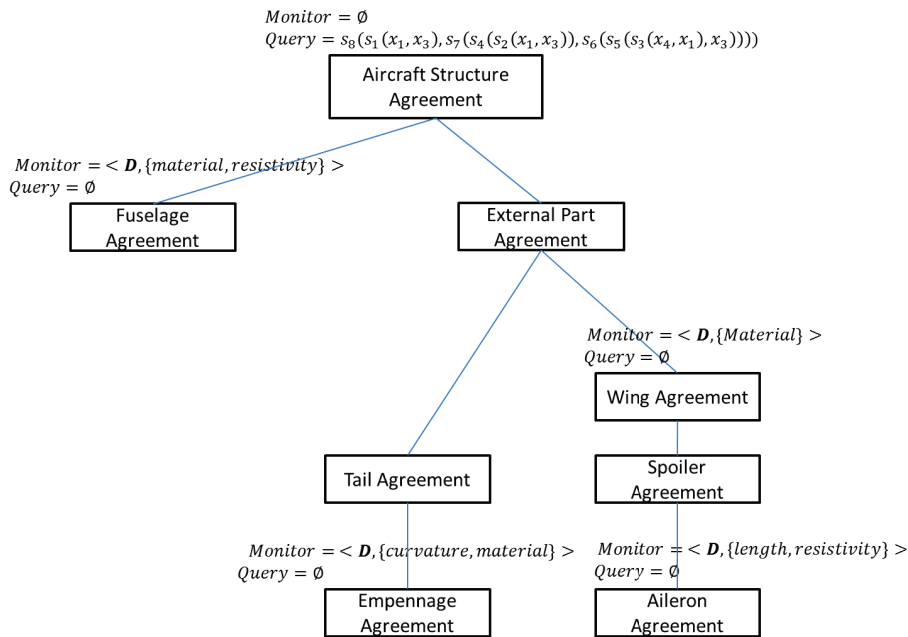 Monitor = ∅
Query = s₈(s₁(x₁, x₃), s₇(s₄(s₂(x₁, x₃)), s₆(s₅(s₃(x₄, x₁), x₃))))
Aircraft Structure
Agreement
Monitor = < D, {material, resistivity} >
Query = ∅
Fuselage
Agreement
External Part
Agreement
Monitor = < D, {Material} >
Query = ∅
Wing Agreement
Tail Agreement
Spoiler
Agreement
Monitor = < D, {curvature, material} >
Query = ∅
Monitor = < D, {length, resistivity} >
Query = ∅
Empennage
Agreement
Aileron
Agreement